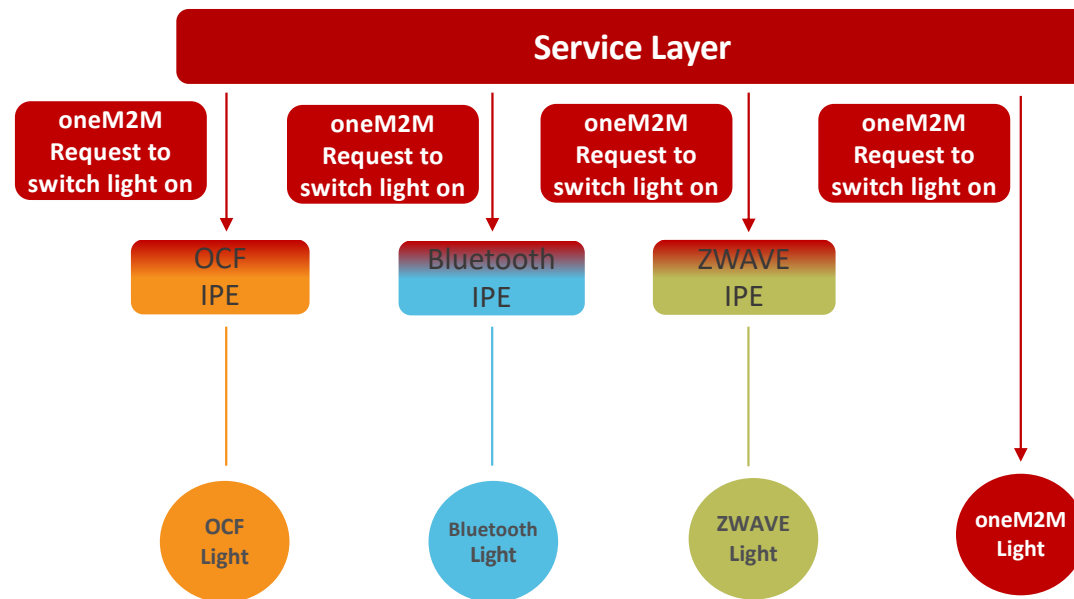 Service Layer
oneM2M
Request to
switch light on
oneM2M
Request to
switch light on
oneM2M
Request to
switch light on
oneM2M
Request to
switch light on
OCF
IPE
Bluetooth
IPE
ZWAVE
IPE
OCF
Light
Bluetooth
Light
ZWAVE
Light
oneM2M
Light